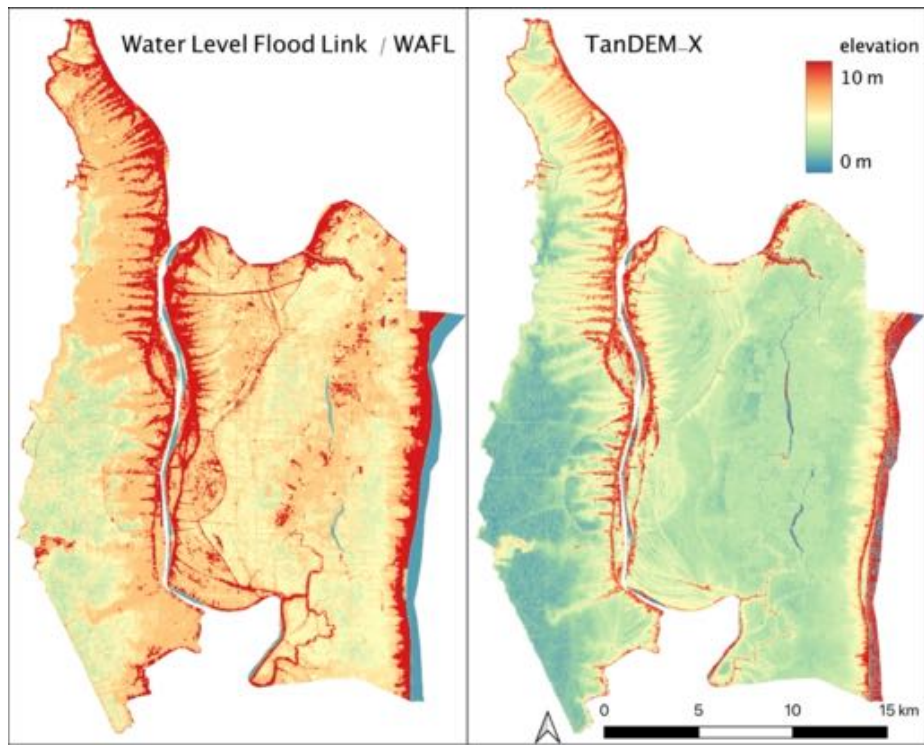 Water Level Flood Link / WAFL
TanDEM-X
elevation
10 m
0 m
0 5 10 15 km